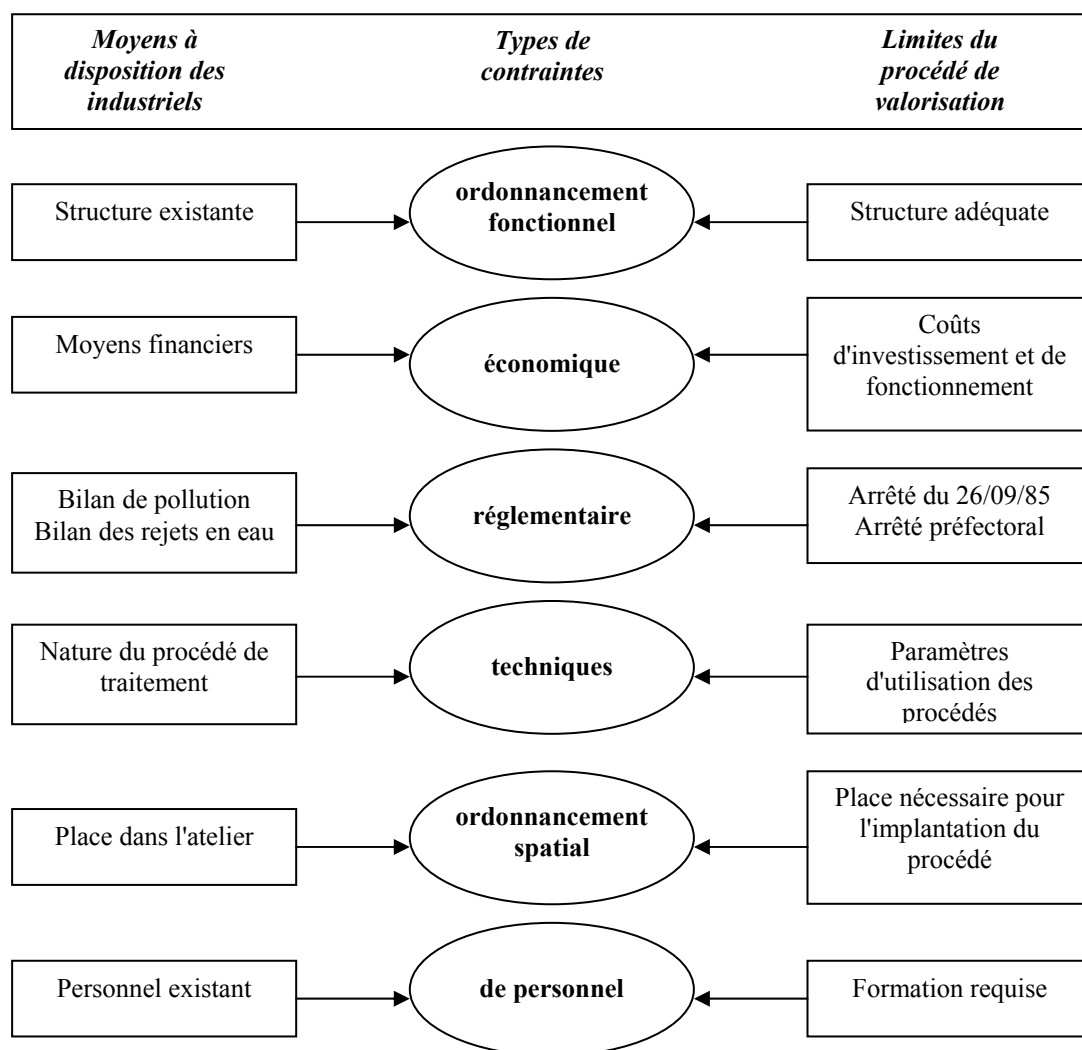 Moyens à
disposition des
industriels
Types de
contraintes
Limites du
procédé de
valorisation
Structure existante
ordonnancement
fonctionnel
Structure adéquate
Moyens financiers
économique
Coûts
d'investissement et de
fonctionnement
Bilan de pollution
Bilan des rejets en eau
réglementaire
Arrêté du 26/09/85
Arrêté préfectoral
Nature du procédé de
traitement
techniques
Paramètres
d'utilisation des
procédés
Place dans l'atelier
ordonnancement
spatial
Place nécessaire pour
l'implantation du
procédé
Personnel existant
de personnel
Formation requise